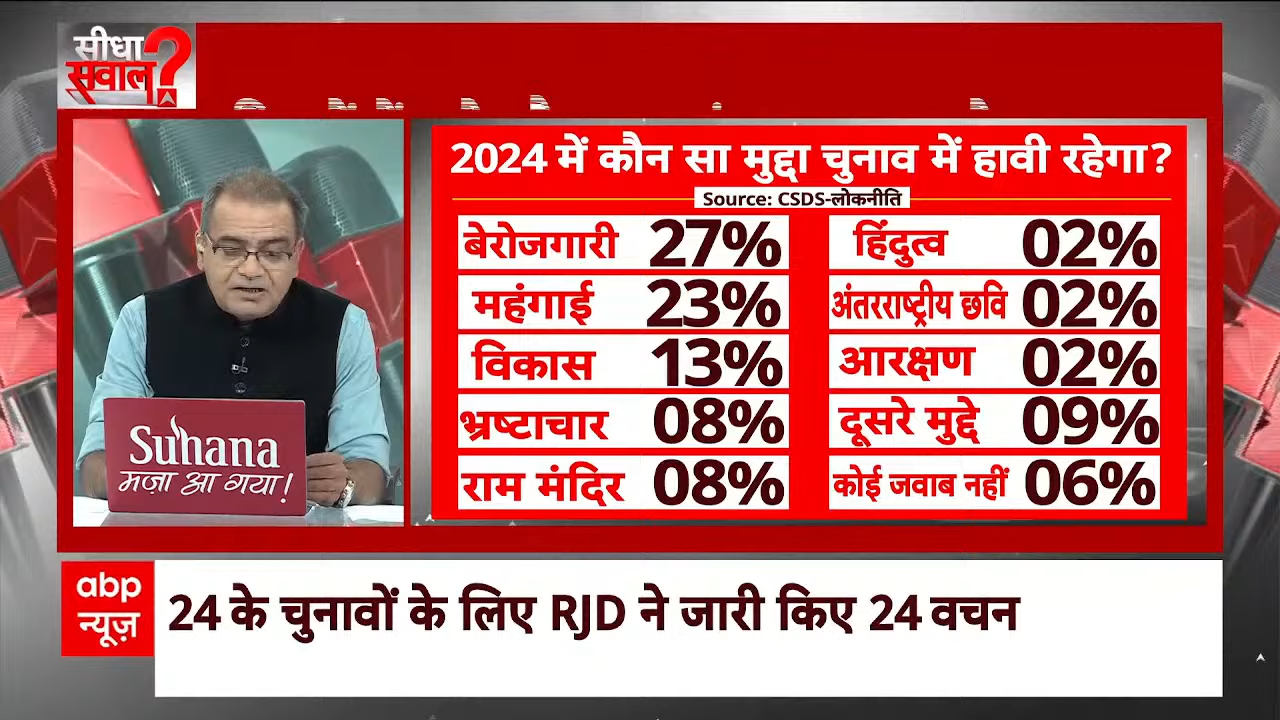 सीधा
सवाल?
2024 में कौन सा मुद्दा चुनाव में हावी रहेगा?
Source: CSDS-लोकनीति
बेरोजगारी 27%
महंगाई 23%
विकास 13%
भ्रष्टाचार 08%
राम मंदिर 08%
हिंदुत्व 02%
अंतरराष्ट्रीय छवि 02%
आरक्षण 02%
दूसरे मुद्दे 09%
कोई जवाब नहीं 06%
Suhana
मज़ा आ गया!
abp
न्यूज़
24 के चुनावों के लिए RJD ने जारी किए 24 वचन